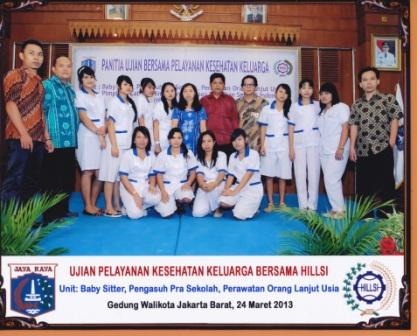 PANITIA UJIAN BERSAMA PELAYANAN KESEHATAN KELUARGA
HILLSI
JAYA RAYA
UJIAN PELAYANAN KESEHATAN KELUARGA BERSAMA HILLSI
Unit: Baby Sitter, Pengasuh Pra Sekolah, Perawatan Orang Lanjut Usia
Gedung Walikota Jakarta Barat, 24 Maret 2013
HILLSI